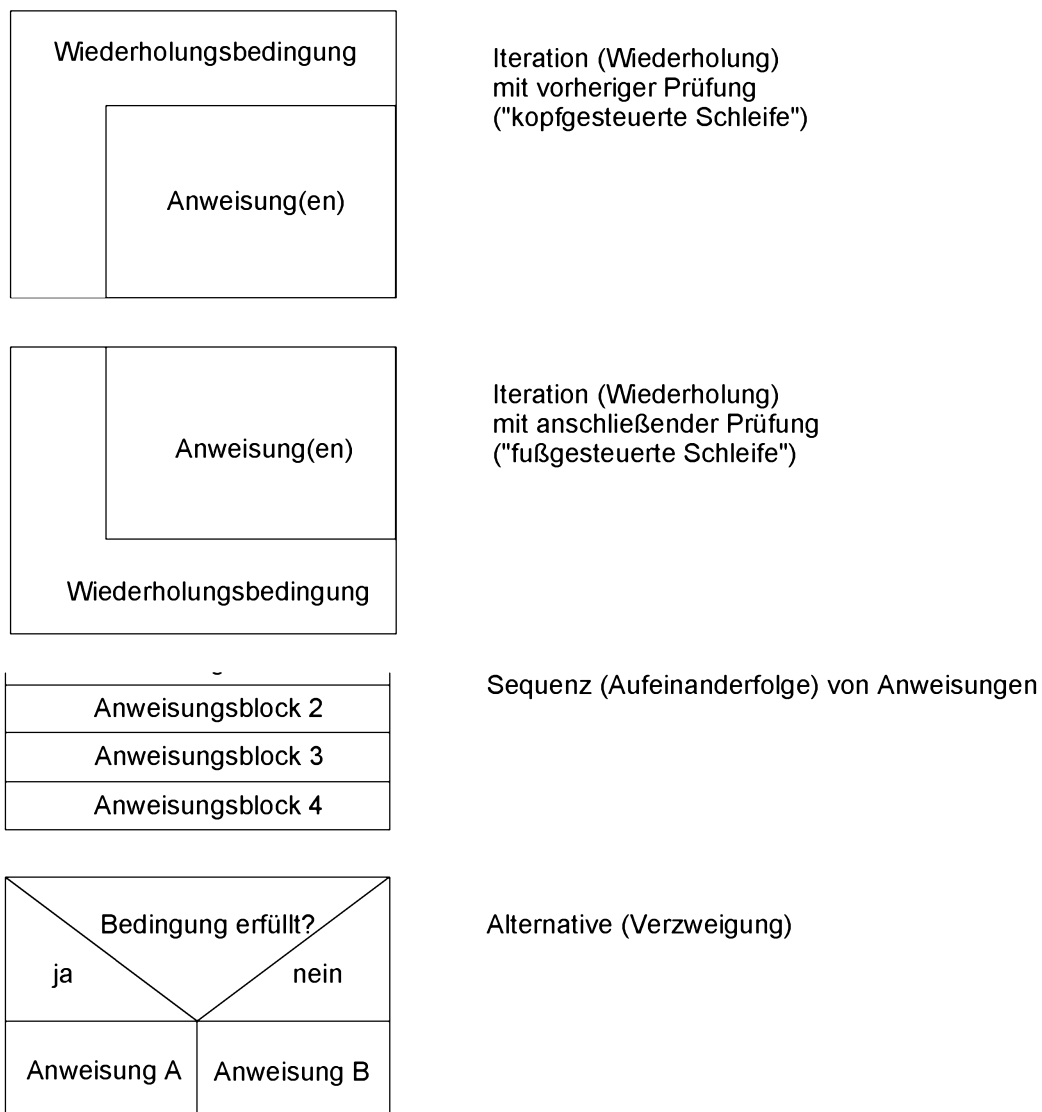 Wiederholungsbedingung
Anweisung(en)
Iteration (Wiederholung)
mit vorheriger Prüfung
("kopfgesteuerte Schleife")
Anweisung(en)
Wiederholungsbedingung
Iteration (Wiederholung)
mit anschließender Prüfung
("fußgesteuerte Schleife")
Anweisungsblock 2
Anweisungsblock 3
Anweisungsblock 4
Sequenz (Aufeinanderfolge) von Anweisungen
Bedingung erfüllt?
ja
nein
Anweisung A
Anweisung B
Alternative (Verzweigung)